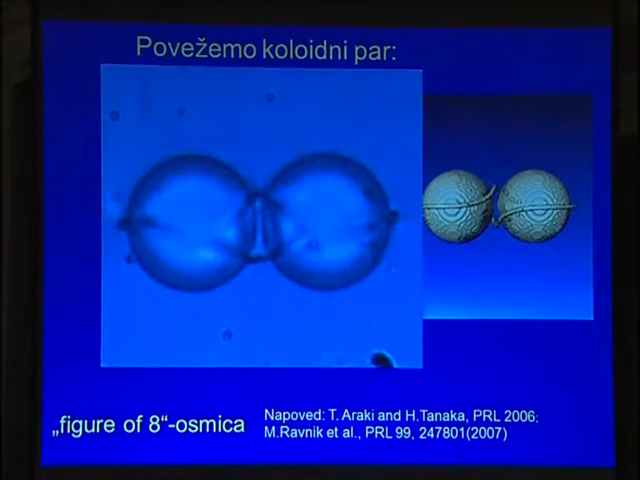 Povežemo koloidni par:
„figure of 8“-osmica
Napoved: T. Araki and H.Tanaka, PRL 2006;
M.Ravnik et al., PRL 99, 247801(2007)